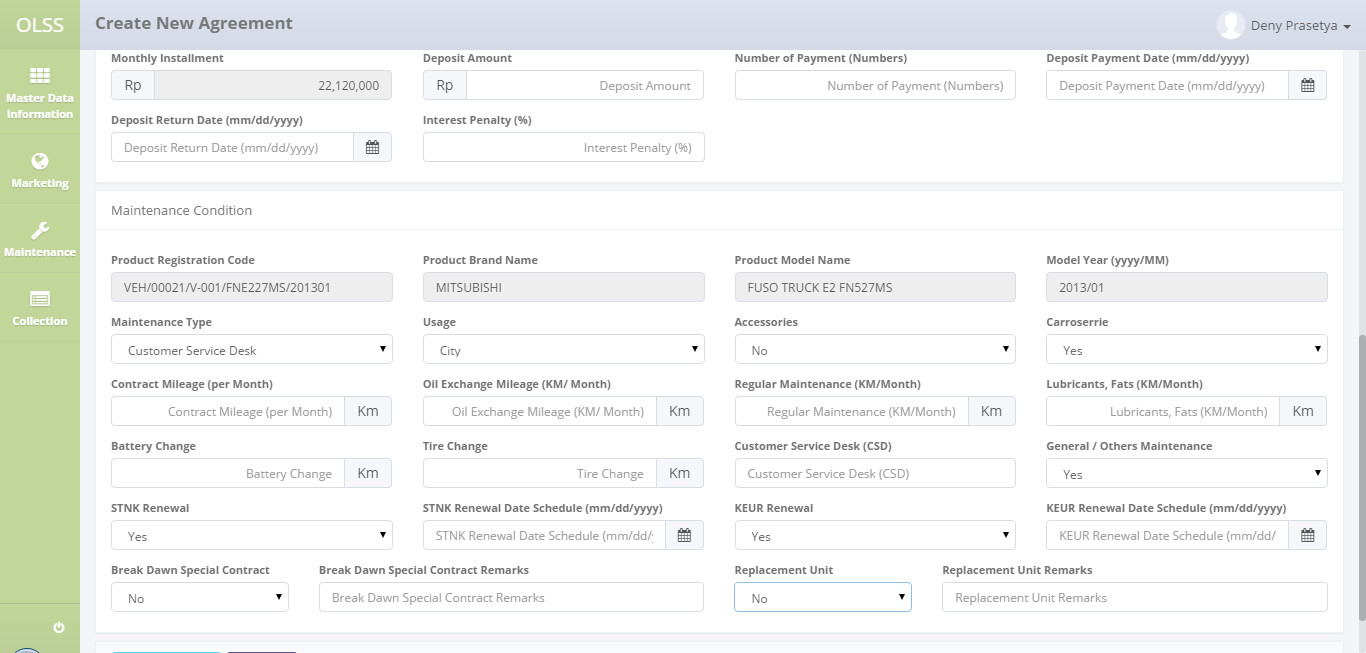 OLSS
Create New Agreement
Deny Prasetya
Master Data
Information
Marketing
Maintenance
Collection
Monthly Installment
Deposit Amount
Number of Payment (Numbers)
Deposit Payment Date (mm/dd/yyyy)
Rp 22,120,000
Rp Deposit Amount
Number of Payment (Numbers)
Deposit Payment Date (mm/dd/yyyy)
Deposit Return Date (mm/dd/yyyy)
Interest Penalty (%)
Deposit Return Date (mm/dd/yyyy)
Interest Penalty (%)
Maintenance Condition
Product Registration Code
Product Brand Name
Product Model Name
Model Year (yyyy/MM)
VEH/00021/V-001/FNE227MS/201301
MITSUBISHI
FUSO TRUCK E2 FN527MS
2013/01
Maintenance Type
Usage
Accessories
Carroserrie
Customer Service Desk
City
No
Yes
Contract Mileage (per Month)
Oil Exchange Mileage (KM/ Month)
Regular Maintenance (KM/Month)
Lubricants, Fats (KM/Month)
Contract Mileage (per Month) Km
Oil Exchange Mileage (KM/ Month) Km
Regular Maintenance (KM/Month) Km
Lubricants, Fats (KM/Month) Km
Battery Change
Tire Change
Customer Service Desk (CSD)
General / Others Maintenance
Battery Change Km
Tire Change Km
Customer Service Desk (CSD)
Yes
STNK Renewal
STNK Renewal Date Schedule (mm/dd/yyyy)
KEUR Renewal
KEUR Renewal Date Schedule (mm/dd/yyyy)
Yes
STNK Renewal Date Schedule (mm/dd/
Yes
KEUR Renewal Date Schedule (mm/dd/
Break Dawn Special Contract
Break Dawn Special Contract Remarks
Replacement Unit
Replacement Unit Remarks
No
Break Dawn Special Contract Remarks
No
Replacement Unit Remarks